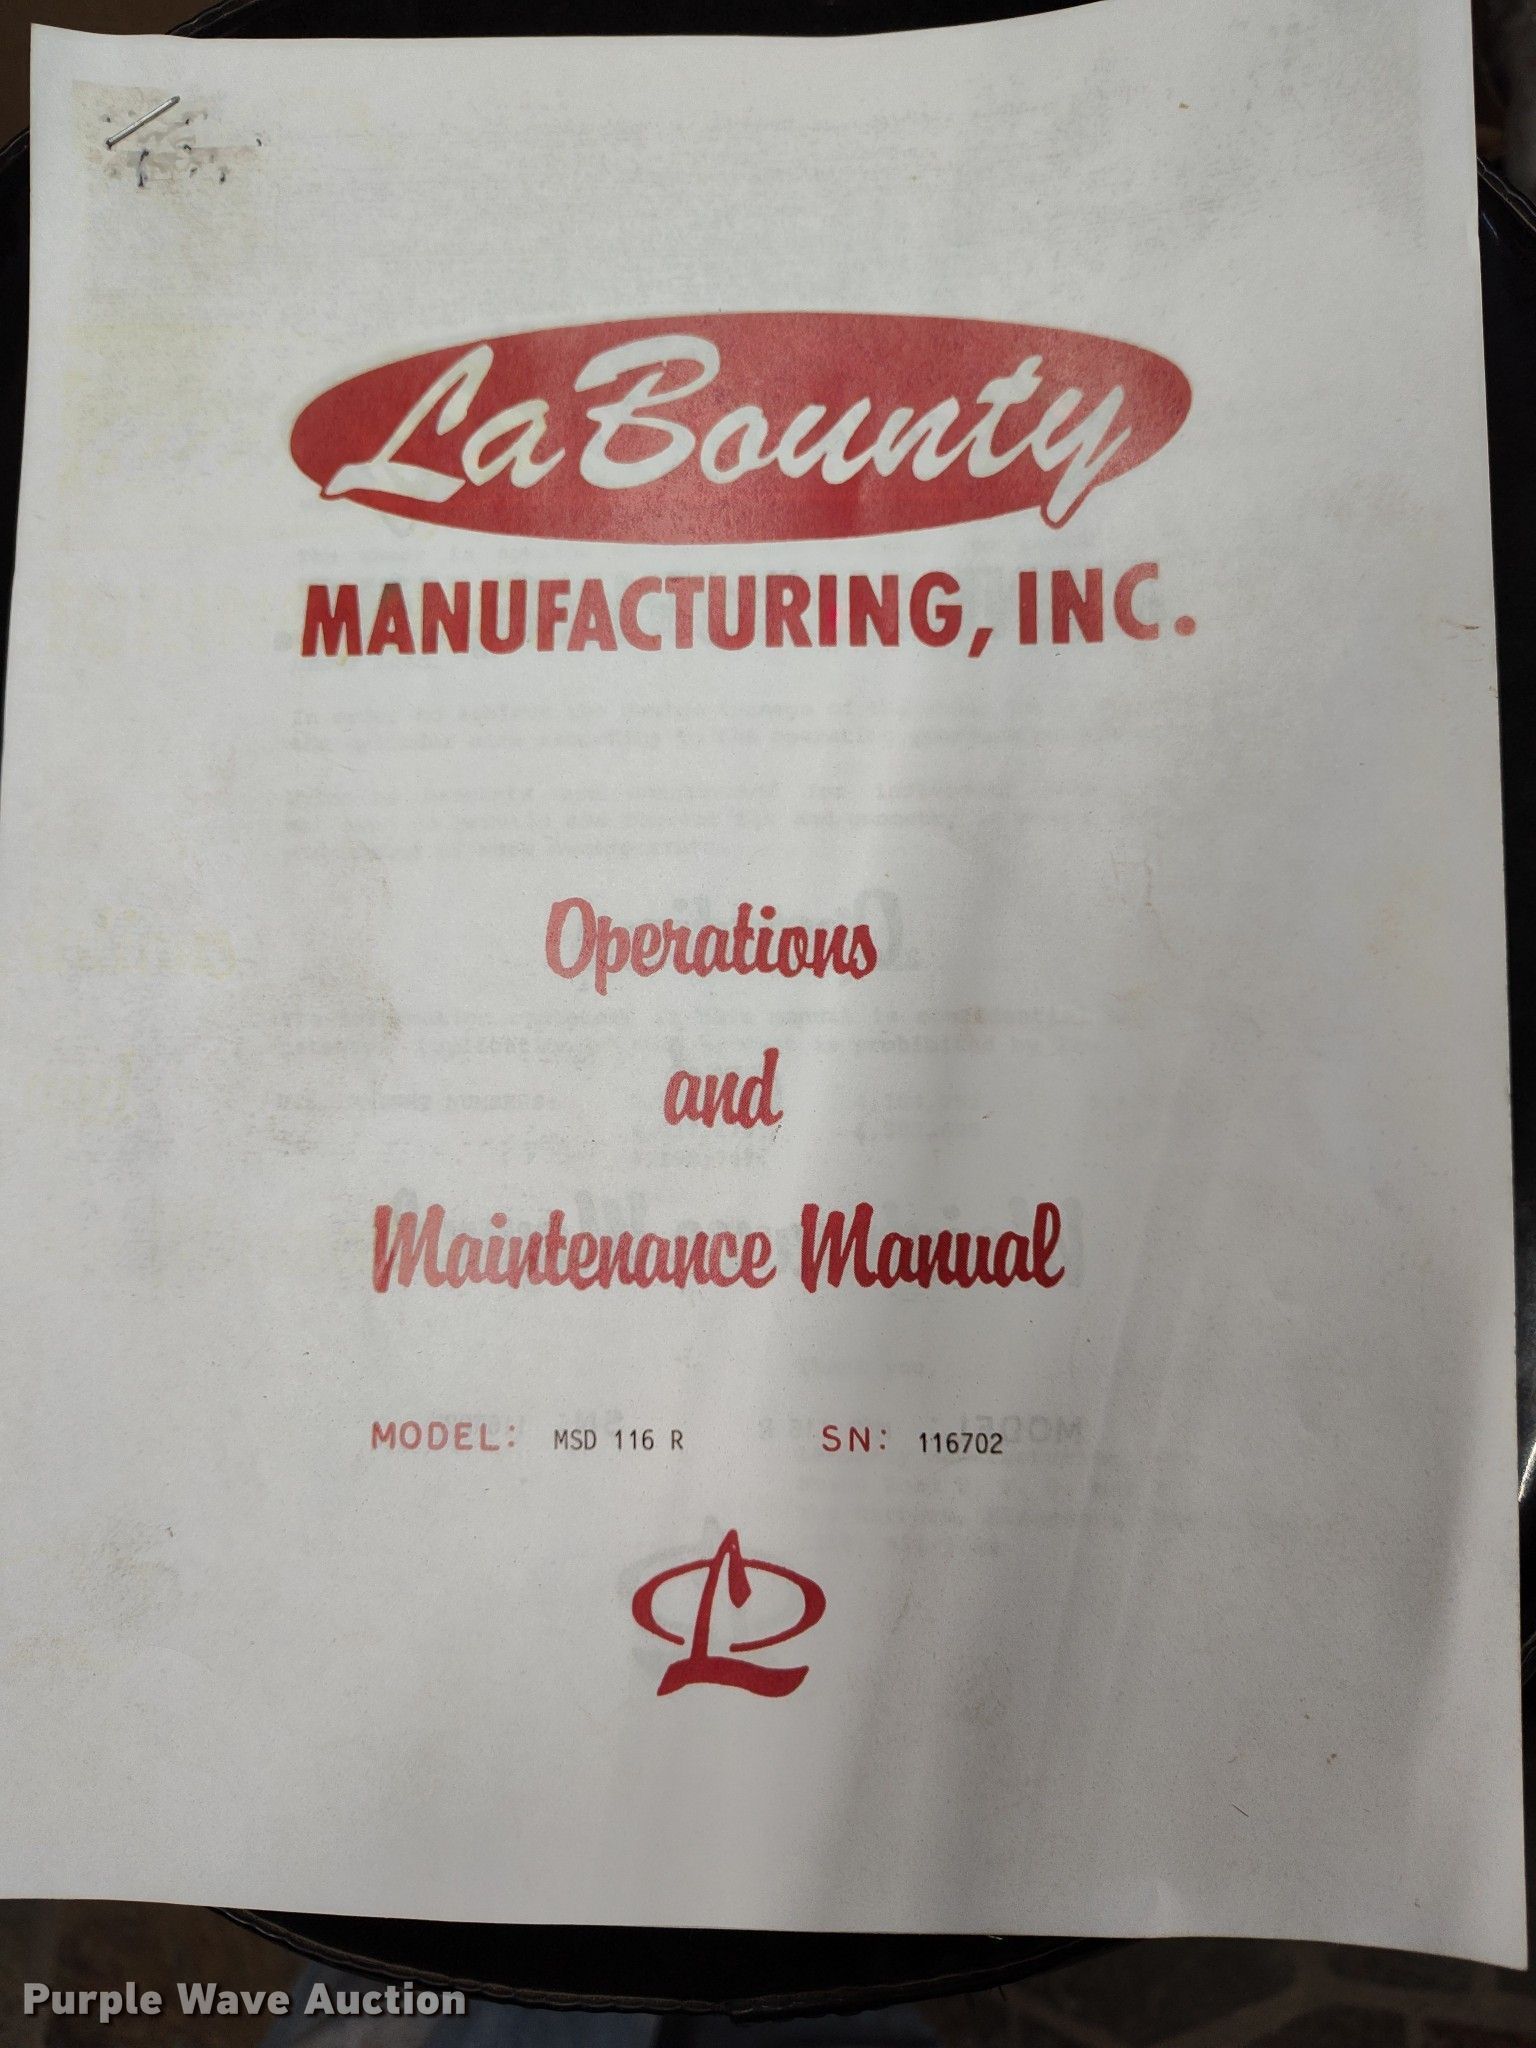 LaBounty
MANUFACTURING, INC.
Operations
and
Maintenance Manual
MODEL: MSD 116 R SN: 116702
Purple Wave Auction